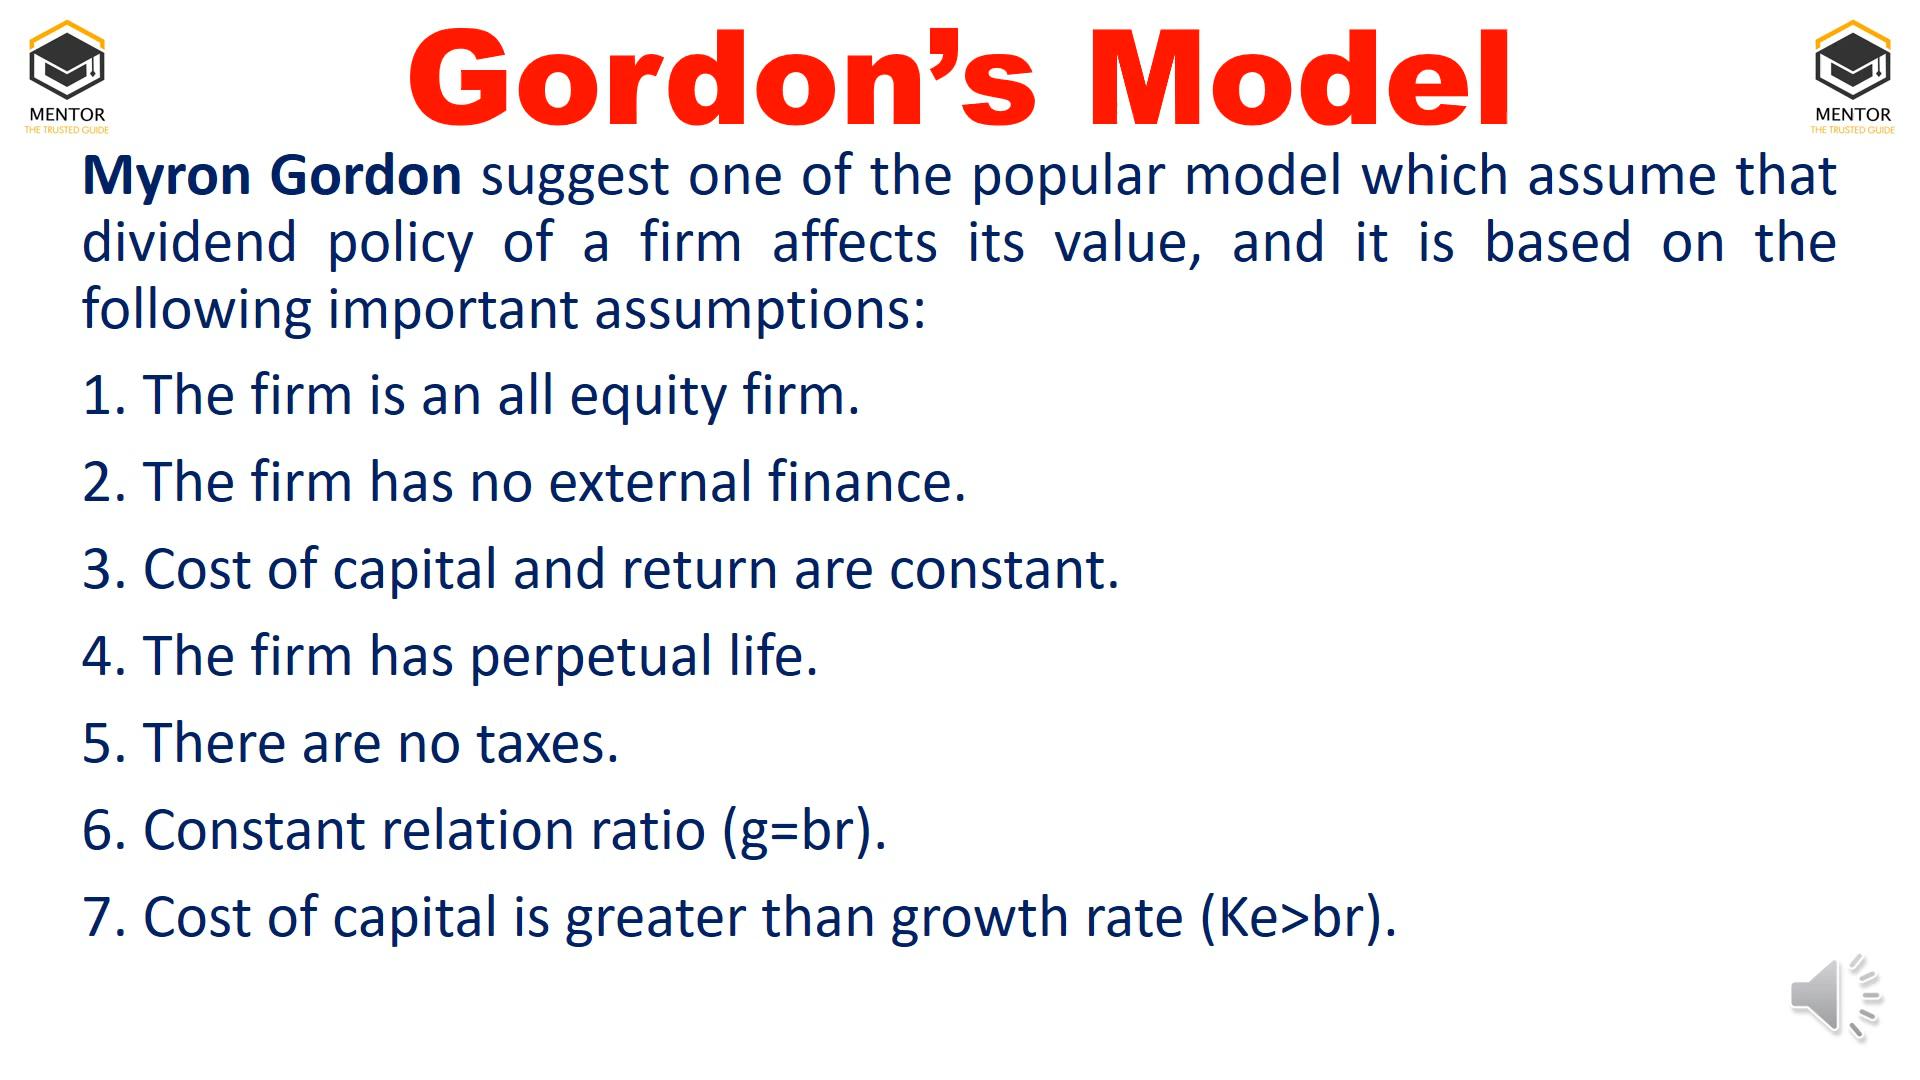 Gordon’s Model
MENTOR
THE TRUSTED GUIDE
MENTOR
THE TRUSTED GUIDE
Myron Gordon suggest one of the popular model which assume that
dividend policy of a firm affects its value, and it is based on the
following important assumptions:
1. The firm is an all equity firm.
2. The firm has no external finance.
3. Cost of capital and return are constant.
4. The firm has perpetual life.
5. There are no taxes.
6. Constant relation ratio (g=br).
7. Cost of capital is greater than growth rate (Ke>br).